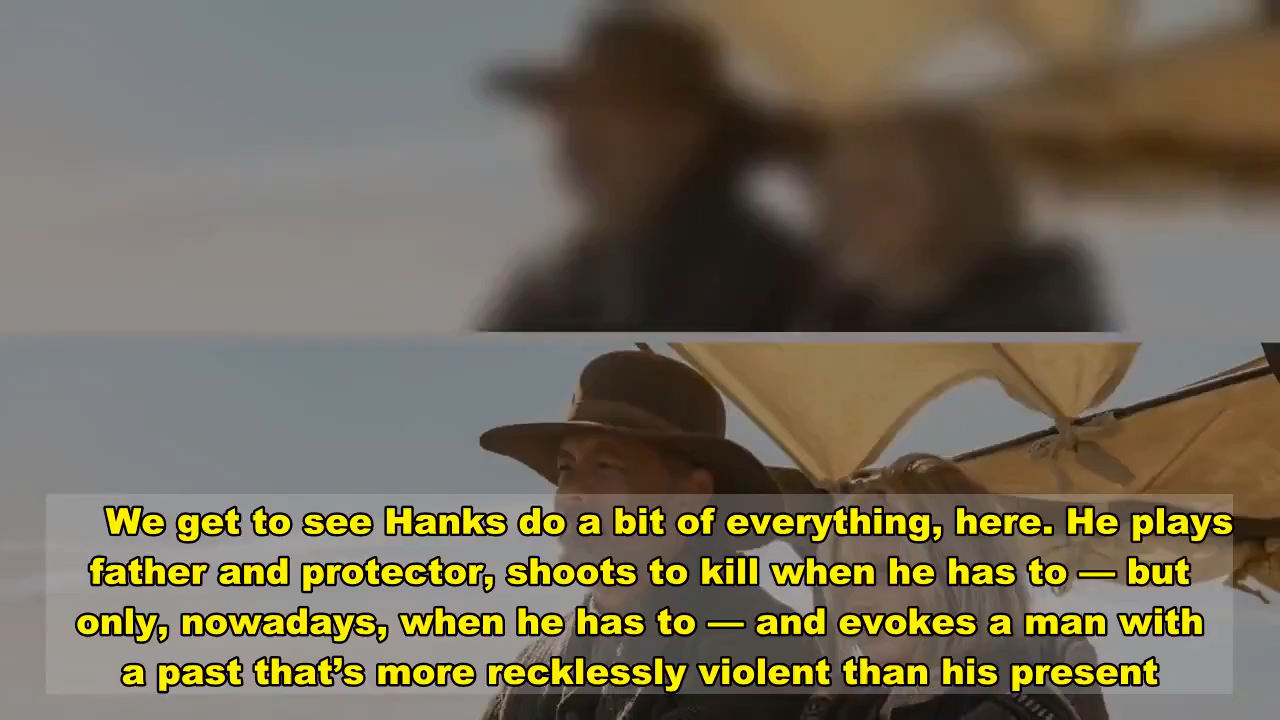 We get to see Hanks do a bit of everything, here. He plays
father and protector, shoots to kill when he has to — but
only, nowadays, when he has to — and evokes a man with
a past that’s more recklessly violent than his present